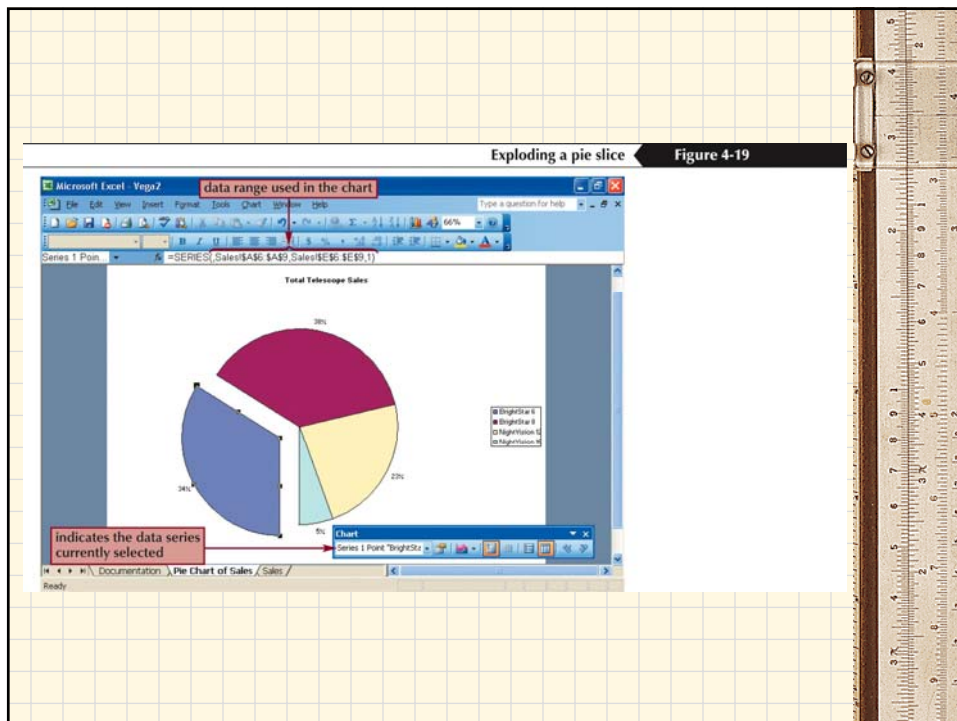 Exploding a pie slice Figure 4-19
Microsoft Excel - Vega2
data range used in the chart
File Edit View Insert Format Tools Chart Window Help
Type a question for help
66%
Series 1 Poin...
fx =SERIES(,Sales!$A$6:$A$9,Sales!$E$6:$E$9,1)
Total Telescope Sales
38%
BrightStar 6
BrightStar 8
NightVision
NightVision
23%
34%
5%
indicates the data series
currently selected
Chart
Series 1 Point "BrightSta
Documentation Pie Chart of Sales Sales
Ready